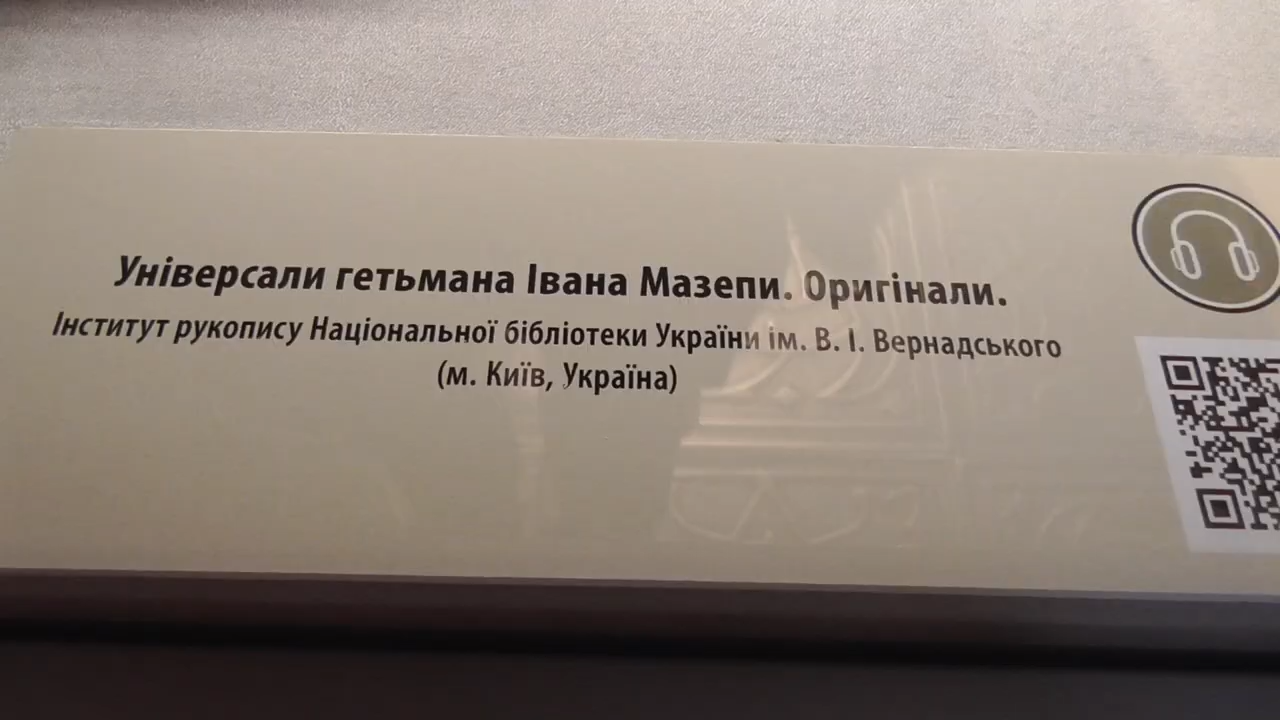 Універсали гетьмана Івана Мазепи. Оригінали.
Інститут рукопису Національної бібліотеки України ім. В. І. Вернадського
(м. Київ, Україна)